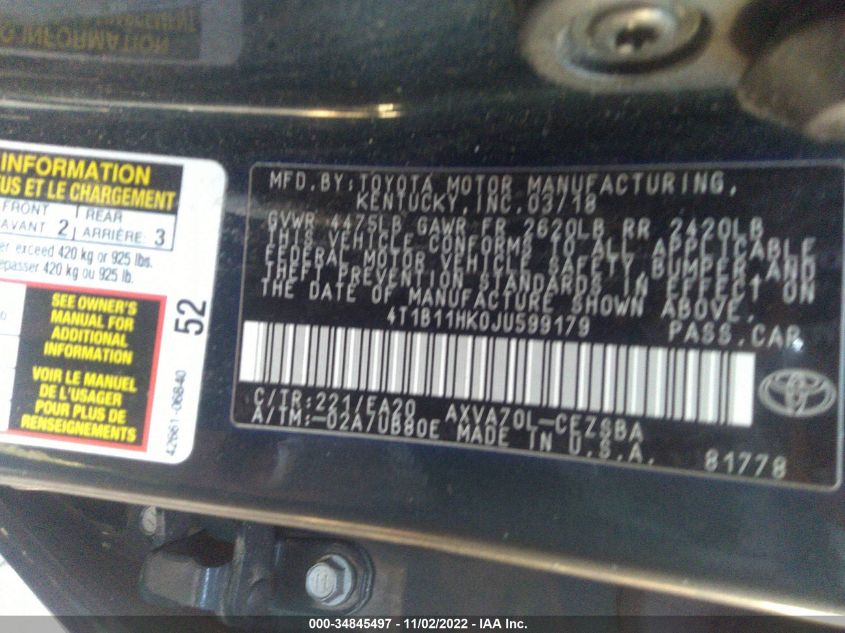 INFORMATION
US ET LE CHARGEMENT
FRONT
AVANT 2
REAR
ARRIÈRE: 3
er exceed 420 kg or 925 lbs.
epasser 420 kg ou 925 lb.
SEE OWNER'S
MANUAL FOR
ADDITIONAL
INFORMATION
VOIR LE MANUEL
DE L'USAGER
POUR PLUS DE
RENSEIGNEMENTS
52
42661-06840
MFD.BY:TOYOTA MOTOR MANUFACTURING,
KENTUCKY,INC.03/18
GVWR 4475LB GAWR FR 2620LB RR 2420LB
THIS VEHICLE CONFORMS TO ALL APPLICABLE
FEDERAL MOTOR VEHICLE SAFETY,BUMPER,AND
THEFT PREVENTION STANDARDS IN EFFECT ON
THE DATE OF MANUFACTURE SHOWN ABOVE.
4T1B11HK0JU599179 PASS.CAR
C/TR:221/EA20 AXVA70L-CEZSBA
A/TM:-02A/UB80E MADE IN U.S.A. 81778
000-34845497 - 11/02/2022 - IAA Inc.